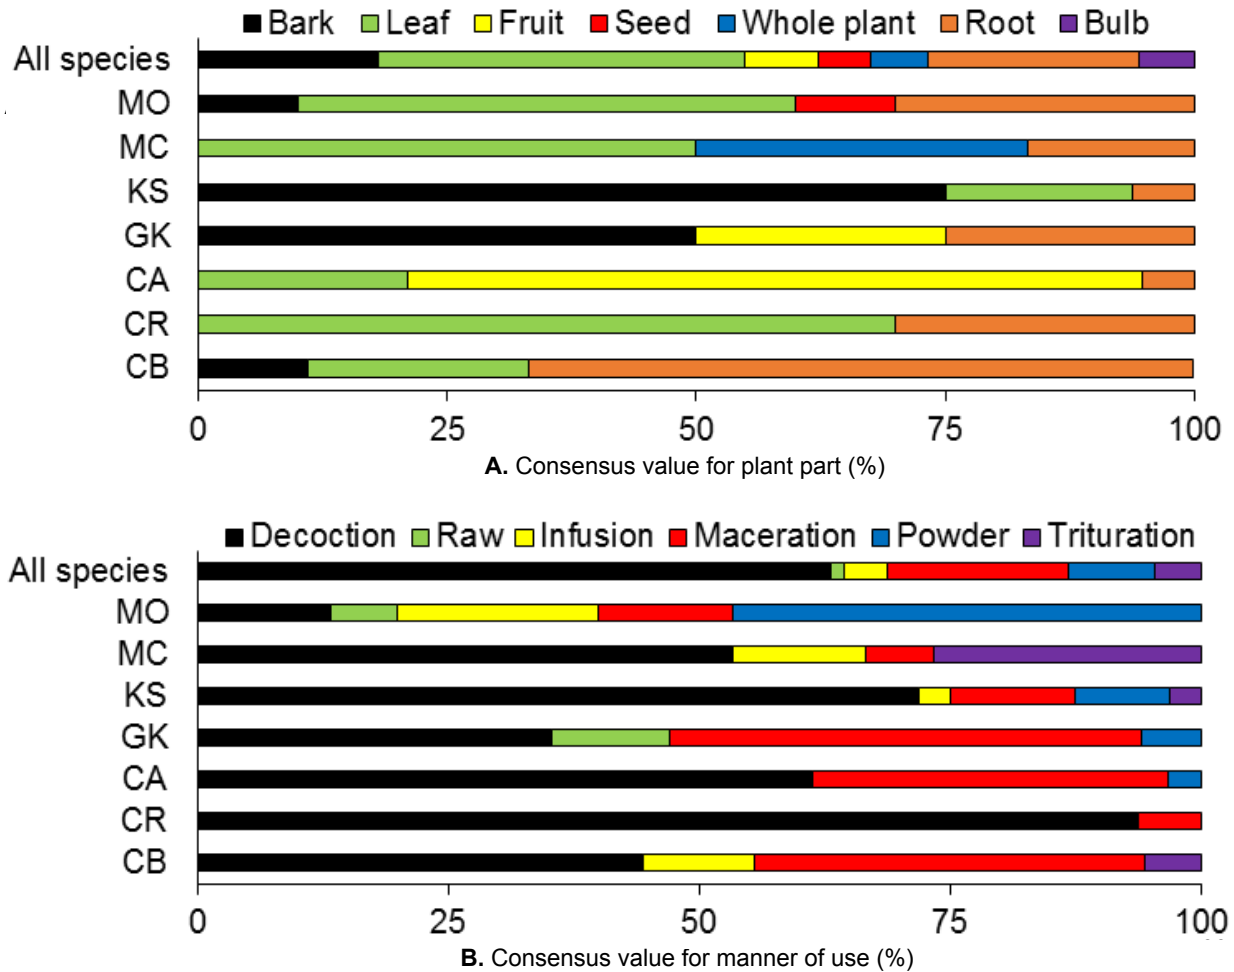 Bark Leaf Fruit Seed Whole plant Root Bulb
All species
MO
MC
KS
GK
CA
CR
CB
0 25 50 75 100
A. Consensus value for plant part (%)
Decoction Raw Infusion Maceration Powder Trituration
All species
MO
MC
KS
GK
CA
CR
CB
0 25 50 75 100
B. Consensus value for manner of use (%)